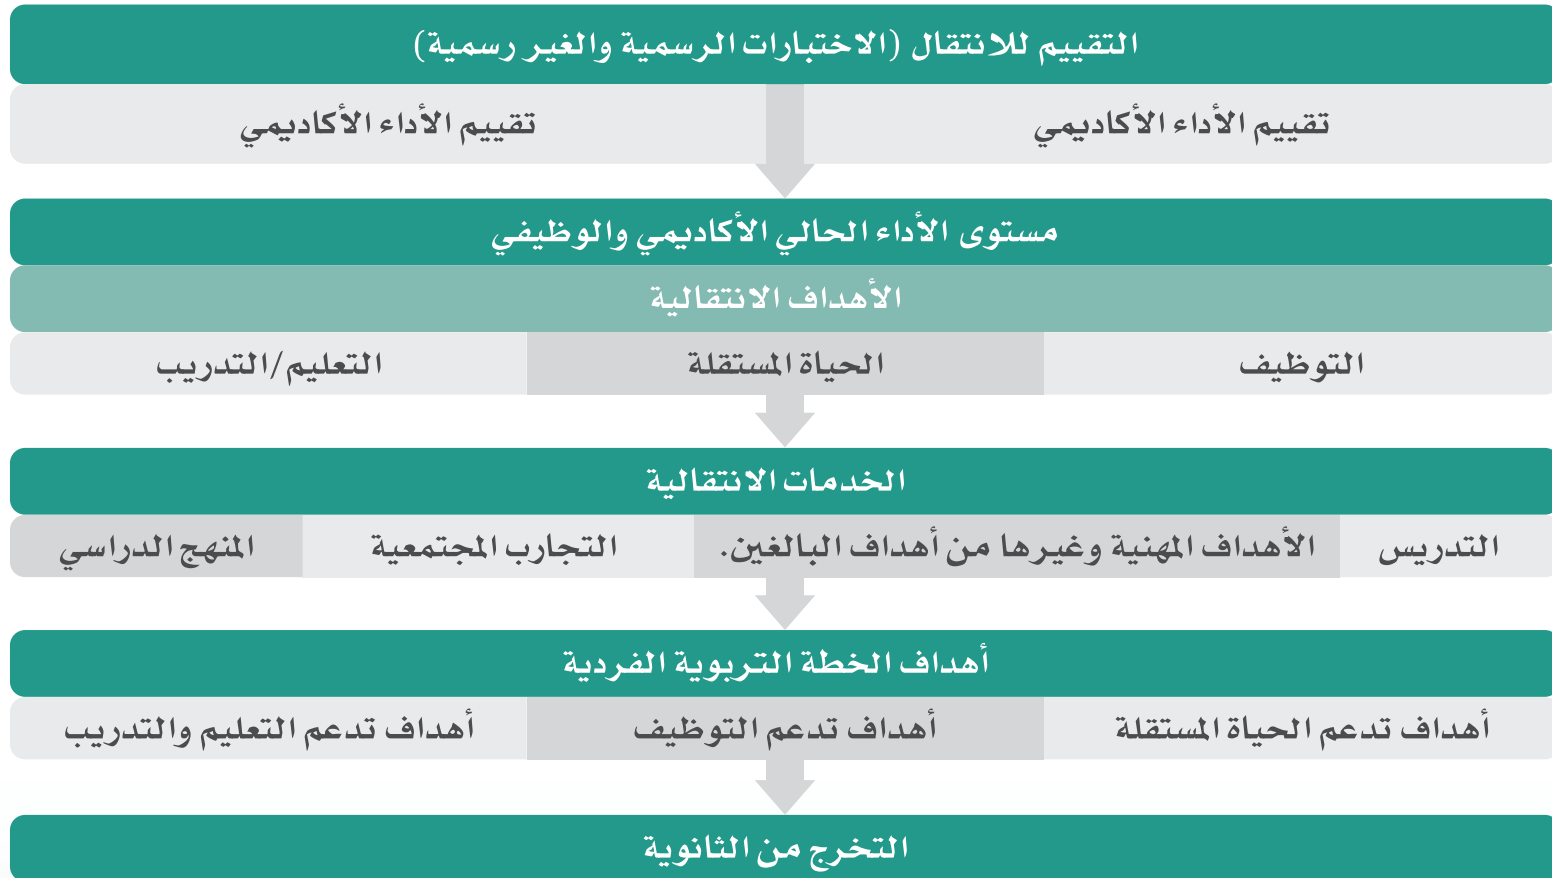 التقييم للانتقال (الاختبارات الرسمية والغير رسمية)
تقييم الأداء الأكاديمي
تقييم الأداء الأكاديمي
مستوى الأداء الحالي الأكاديمي والوظيفي
الأهداف الانتقالية
التوظيف
الحياة المستقلة
التعليم/التدريب
الخدمات الانتقالية
التدريس
الأهداف المهنية وغيرها من أهداف البالغين.
التجارب المجتمعية
المنهج الدراسي
أهداف الخطة التربوية الفردية
أهداف تدعم الحياة المستقلة
أهداف تدعم التوظيف
أهداف تدعم التعليم والتدريب
التخرج من الثانوية